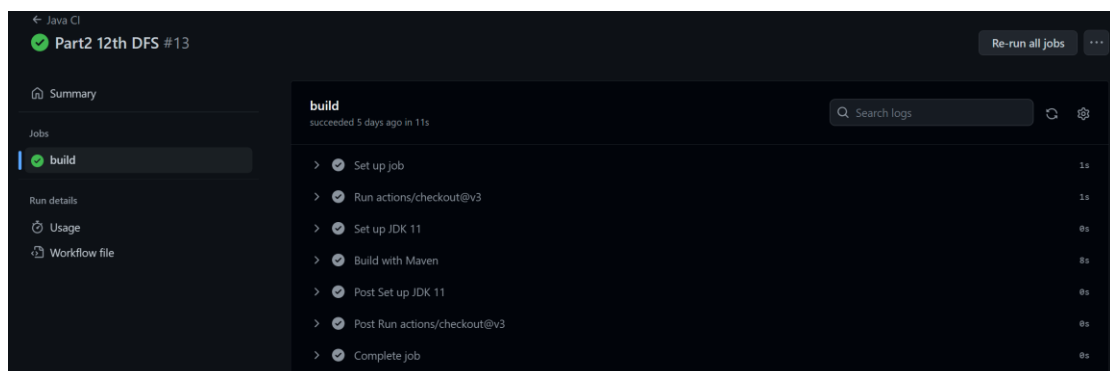 Java CI
Part2 12th DFS #13
Re-run all jobs
Summary
Jobs
build
Run details
Usage
Workflow file
build
succeeded 5 days ago in 11s
Search logs
Set up job 1s
Run actions/checkout@v3 1s
Set up JDK 11 0s
Build with Maven 8s
Post Set up JDK 11 0s
Post Run actions/checkout@v3 0s
Complete job 0s